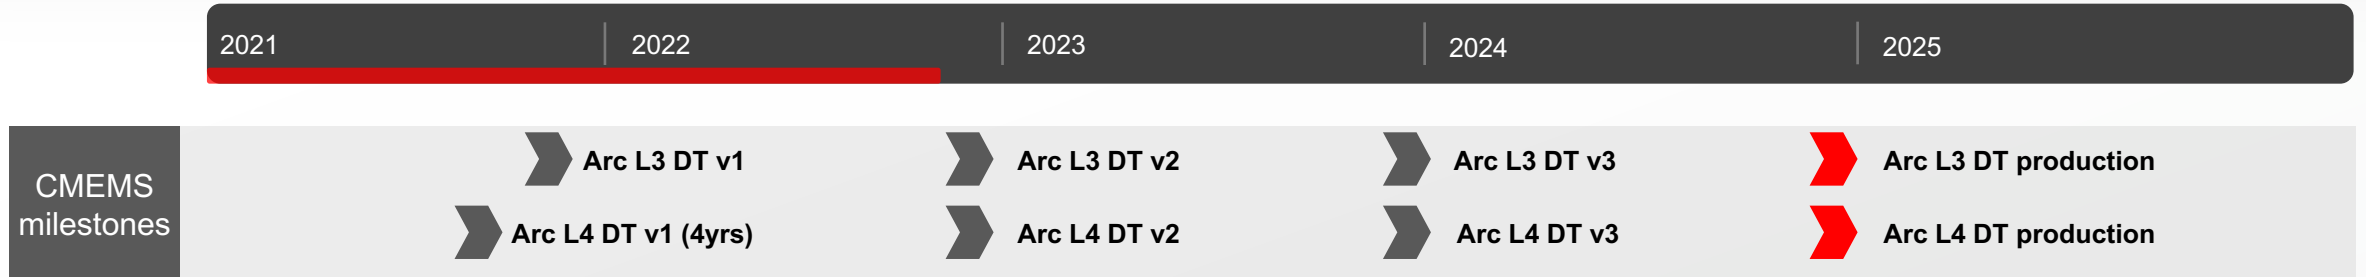 2021
2022
2023
2024
2025
CMEMS
milestones
Arc L3 DT v1
Arc L3 DT v2
Arc L3 DT v3
Arc L3 DT production
Arc L4 DT v1 (4yrs)
Arc L4 DT v2
Arc L4 DT v3
Arc L4 DT production